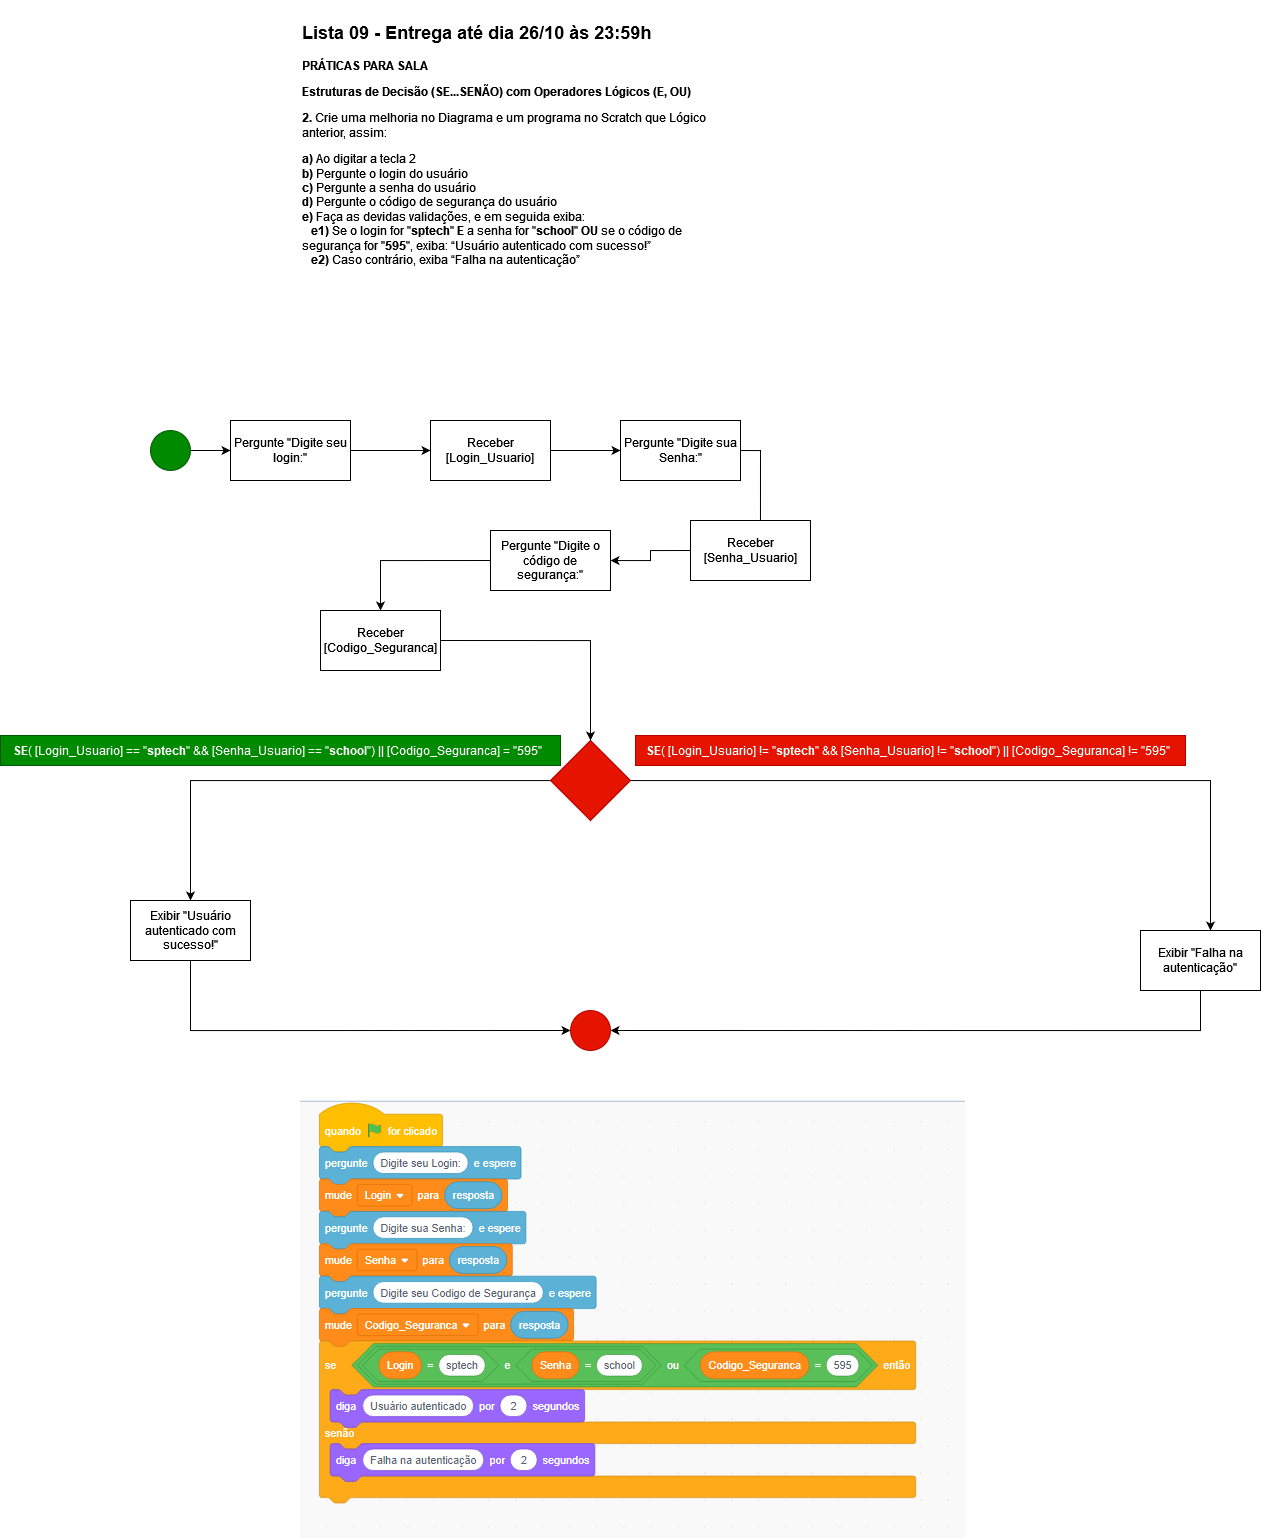 Lista 09 - Entrega até dia 26/10 às 23:59h
PRÁTICAS PARA SALA
Estruturas de Decisão (SE...SENÃO) com Operadores Lógicos (E, OU)
2. Crie uma melhoria no Diagrama e um programa no Scratch que Lógico
anterior, assim:
a) Ao digitar a tecla 2
b) Pergunte o login do usuário
c) Pergunte a senha do usuário
d) Pergunte o código de segurança do usuário
e) Faça as devidas validações, e em seguida exiba:
e1) Se o login for "sptech" E a senha for "school" OU se o código de
segurança for "595", exiba: “Usuário autenticado com sucesso!”
e2) Caso contrário, exiba “Falha na autenticação”
Pergunte "Digite seu
login:"
Receber
[Login_Usuario]
Pergunte "Digite sua
Senha:"
Receber
[Senha_Usuario]
Pergunte "Digite o
código de
segurança:"
Receber
[Codigo_Seguranca]
SE( [Login_Usuario] == "sptech" && [Senha_Usuario] == "school") || [Codigo_Seguranca] = "595"
SE( [Login_Usuario] != "sptech" && [Senha_Usuario] != "school") || [Codigo_Seguranca] != "595"
Exibir "Usuário
autenticado com
sucesso!"
Exibir "Falha na
autenticação"
quando for clicado
pergunte Digite seu Login: e espere
mude Login para resposta
pergunte Digite sua Senha: e espere
mude Senha para resposta
pergunte Digite seu Codigo de Segurança e espere
mude Codigo_Seguranca para resposta
se Login = sptech e Senha = school ou Codigo_Seguranca = 595 então
diga Usuário autenticado por 2 segundos
senão
diga Falha na autenticação por 2 segundos